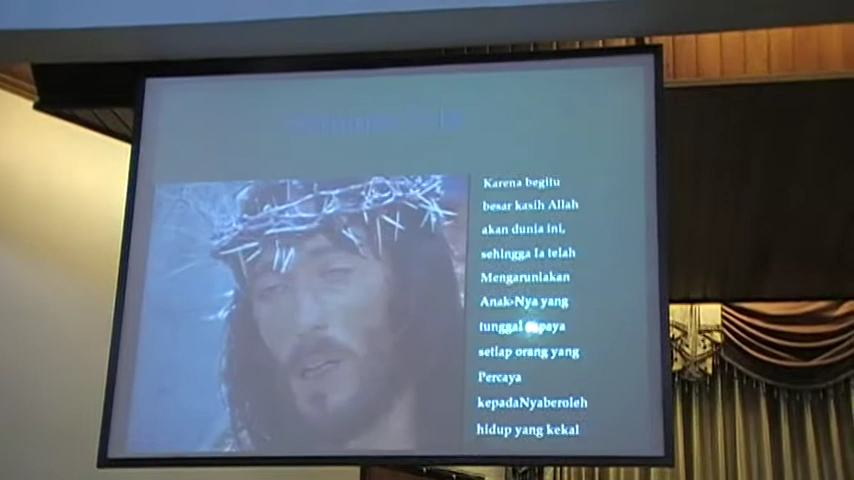 Karena begitu
besar kasih Allah
akan dunia ini,
sehingga Ia telah
Mengaruniakan
Anak-Nya yang
tunggal supaya
setiap orang yang
Percaya
kepadaNyaberoleh
hidup yang kekal